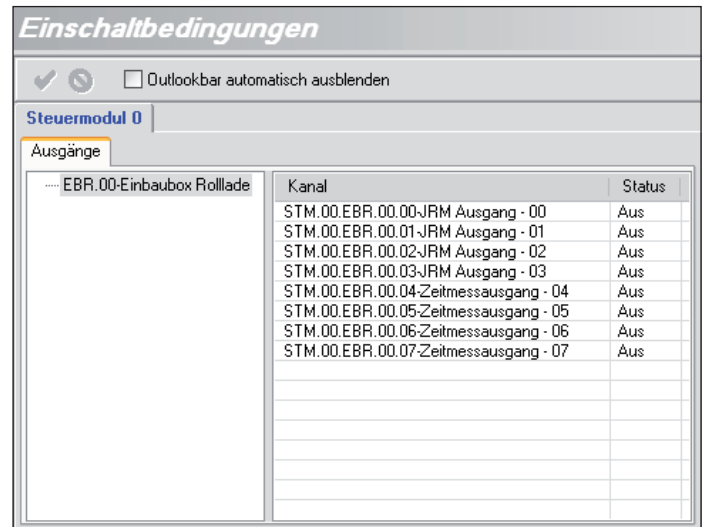 Einschaltbedingungen
Outlookbar automatisch ausblenden
Steuermodul 0
Ausgänge
EBR.00-Einbaubox Rolllade
Kanal Status
STM.00.EBR.00.00-JRM Ausgang - 00 Aus
STM.00.EBR.00.01-JRM Ausgang - 01 Aus
STM.00.EBR.00.02-JRM Ausgang - 02 Aus
STM.00.EBR.00.03-JRM Ausgang - 03 Aus
STM.00.EBR.00.04-Zeitmessausgang - 04 Aus
STM.00.EBR.00.05-Zeitmessausgang - 05 Aus
STM.00.EBR.00.06-Zeitmessausgang - 06 Aus
STM.00.EBR.00.07-Zeitmessausgang - 07 Aus